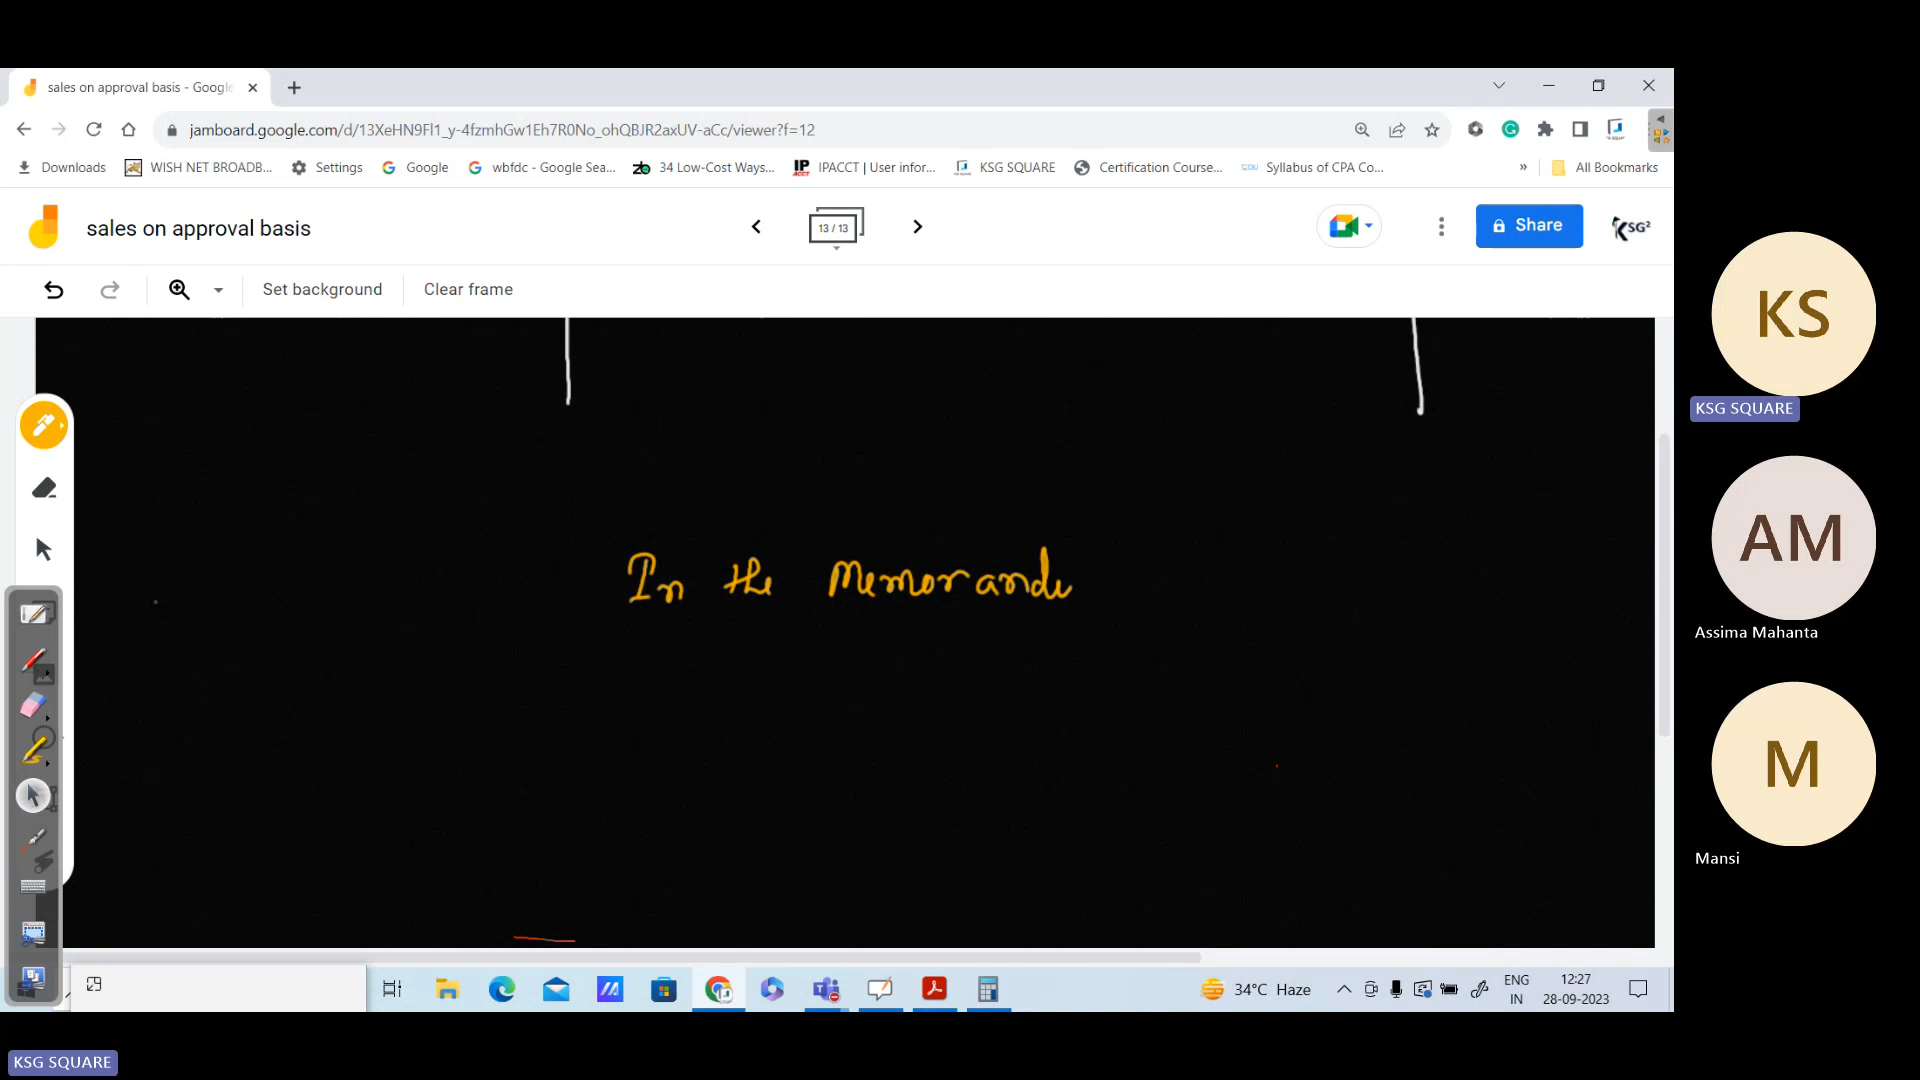 sales on approval basis - Google
jamboard.google.com/d/13XeHN9Fl1_y-4fzmhGw1Eh7R0No_ohQBJR2axUV-aCc/viewer?f=12
Downloads WISH NET BROADB... Settings Google wbfdc - Google Sea... 34 Low-Cost Ways... IPACCT | User infor... KSG SQUARE Certification Course... Syllabus of CPA Co... » All Bookmarks
sales on approval basis
13 / 13
Share
KSG²
Set background Clear frame
In the Memorandu
KS
KSG SQUARE
AM
Assima Mahanta
M
Mansi
34°C Haze
ENG
IN
12:27
28-09-2023
KSG SQUARE